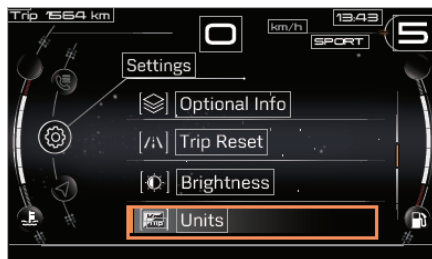 Trip 1564 km
0
km/h
13:43
SPORT
5
Settings
Optional Info
Trip Reset
Brightness
Units